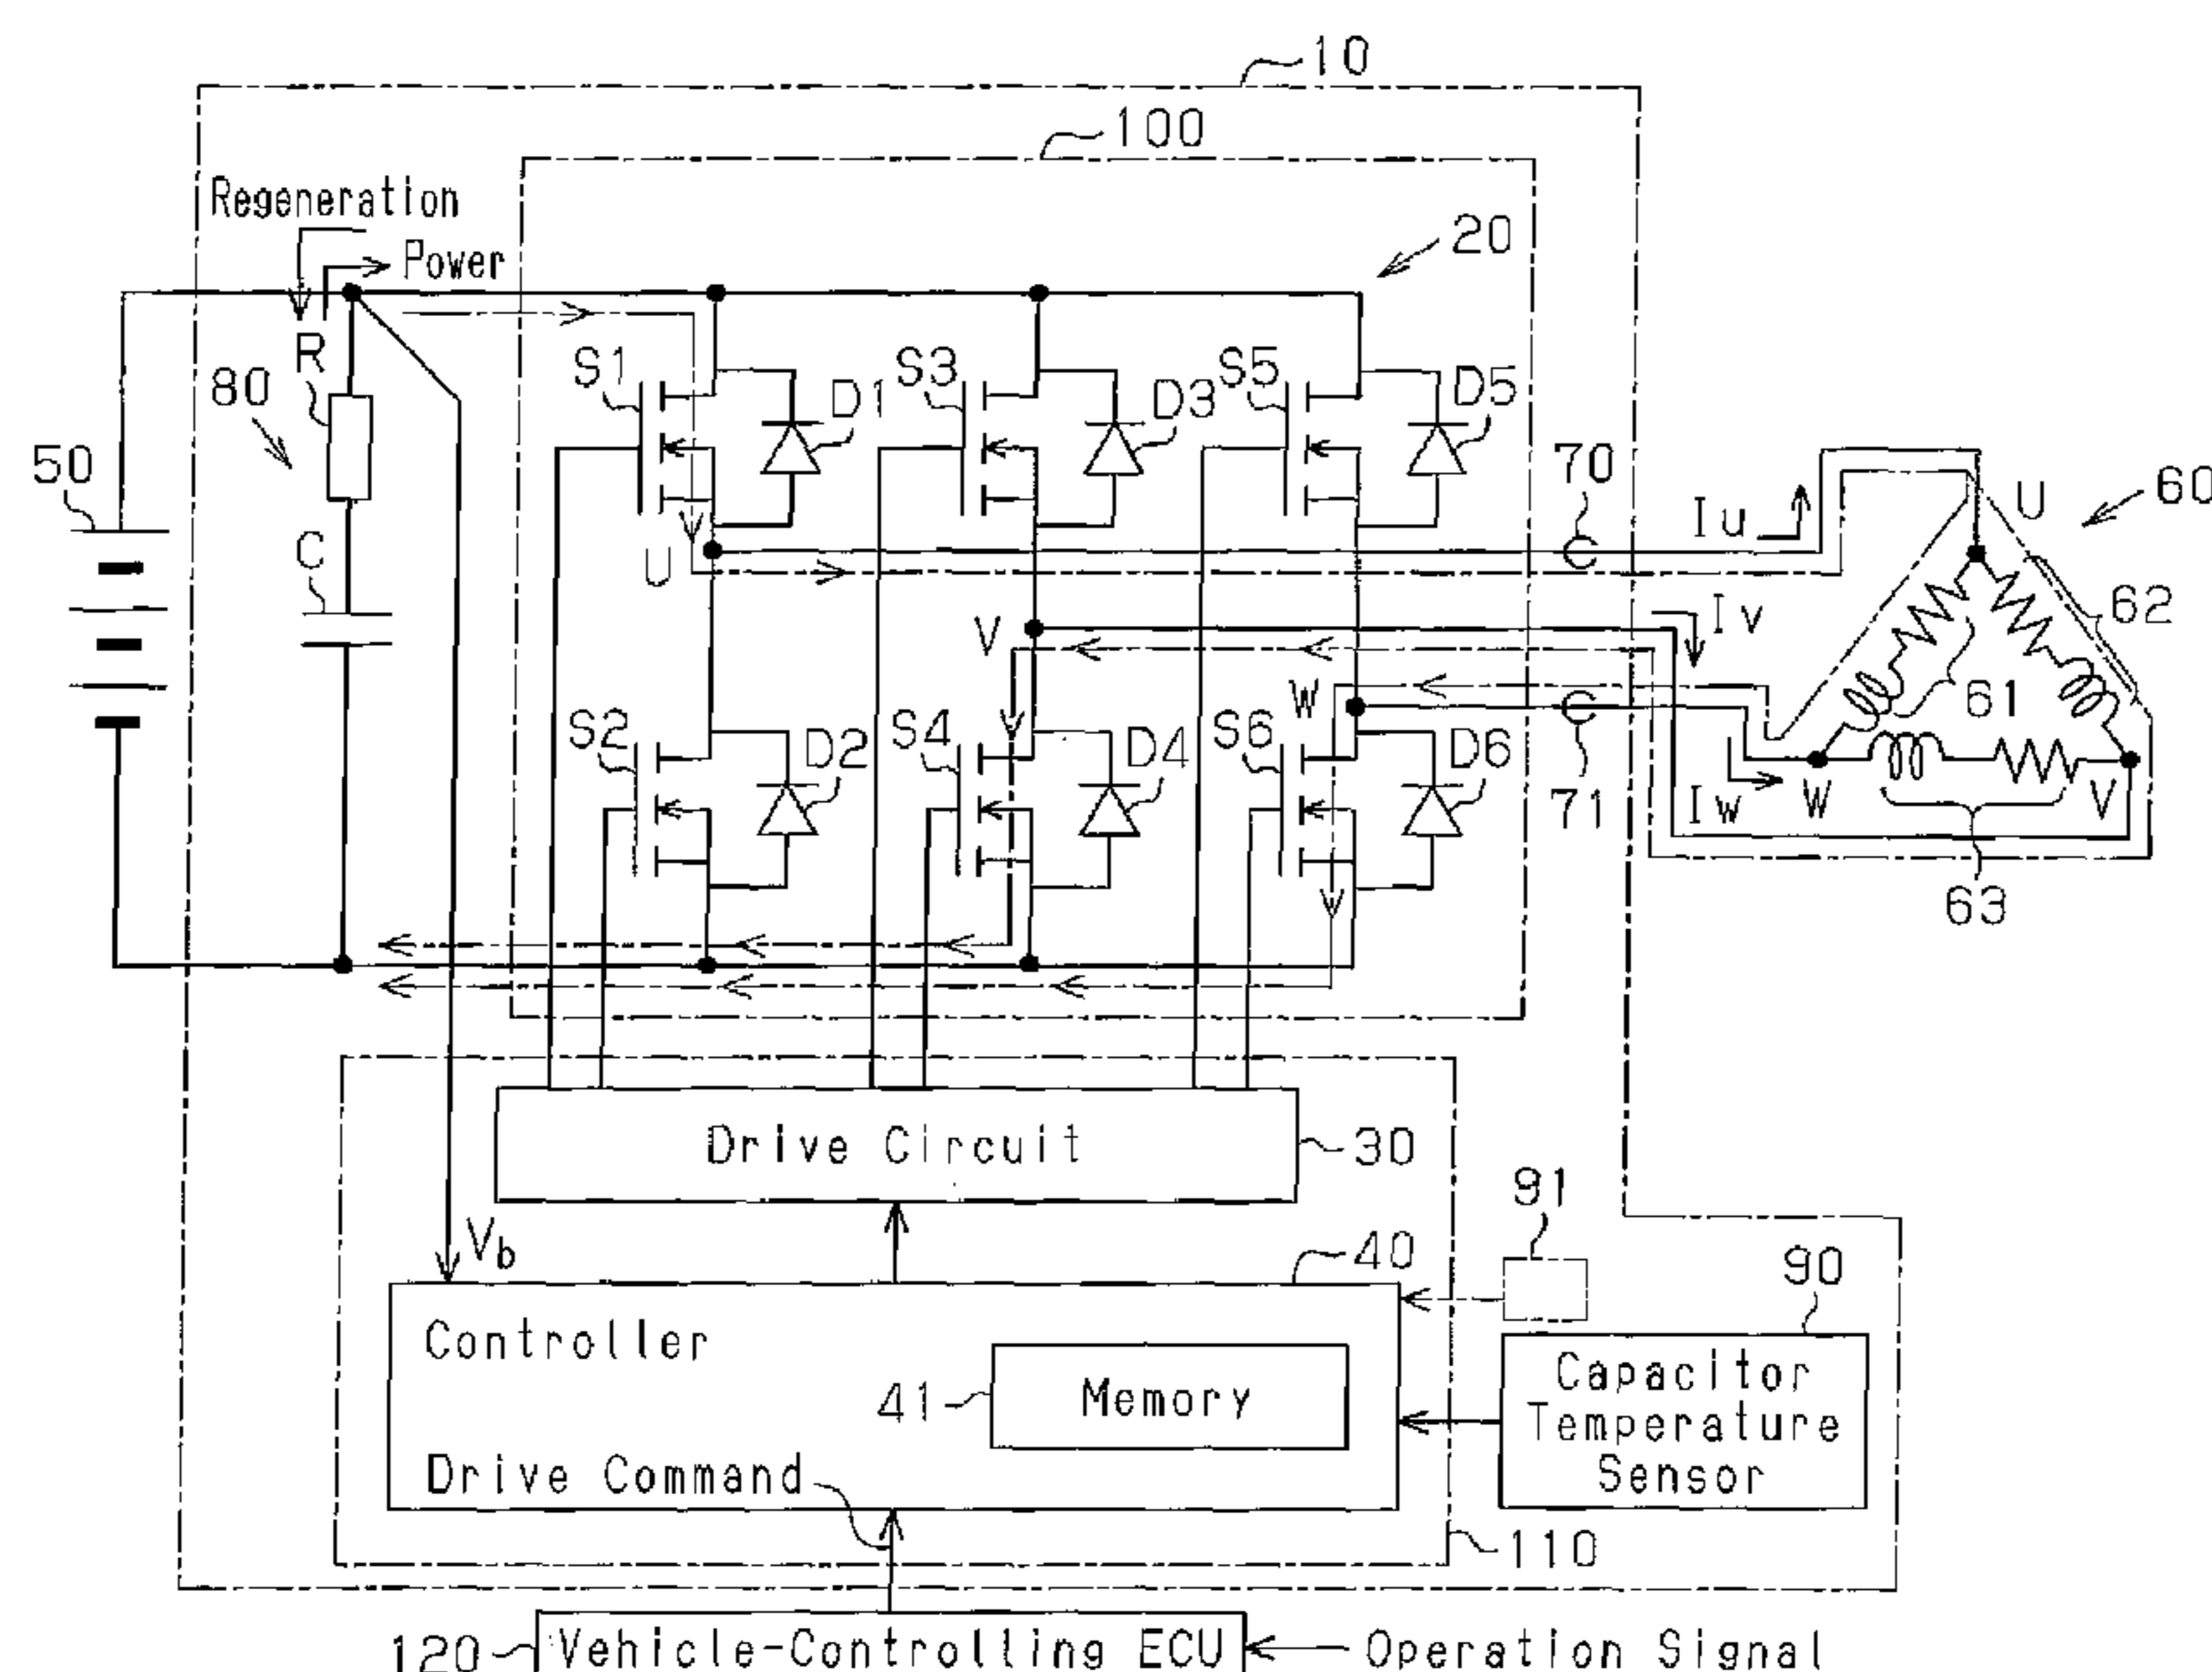 10
100
Regeneration
20
Power
R
S1
S3
S5
80
D1
D3
D5
50
70
60
Iu
U
C
U
62
V
Iv
W
61
S2
S4
S6
D2
D4
D6
71
Iw
W
V
63
Drive Circuit
30
91
Vb
40
90
Controller
Capacitor
Temperature
Sensor
41
Memory
Drive Command
110
120
Vehicle-Controlling ECU
Operation Signal